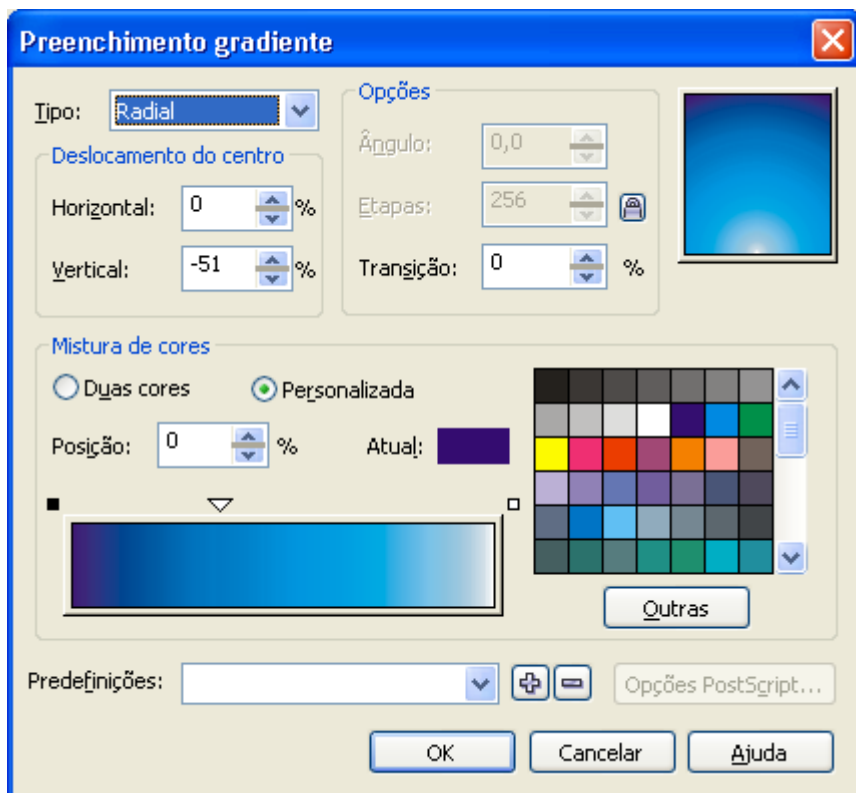 Preenchimento gradiente
Tipo: Radial
Deslocamento do centro
Horizontal: 0 %
Vertical: -51 %
Opções
Ângulo: 0,0
Etapas: 256
Transição: 0 %
Mistura de cores
Duas cores Personalizada
Posição: 0 % Atual:
Outras
Predefinições: Opções PostScript...
OK Cancelar Ajuda